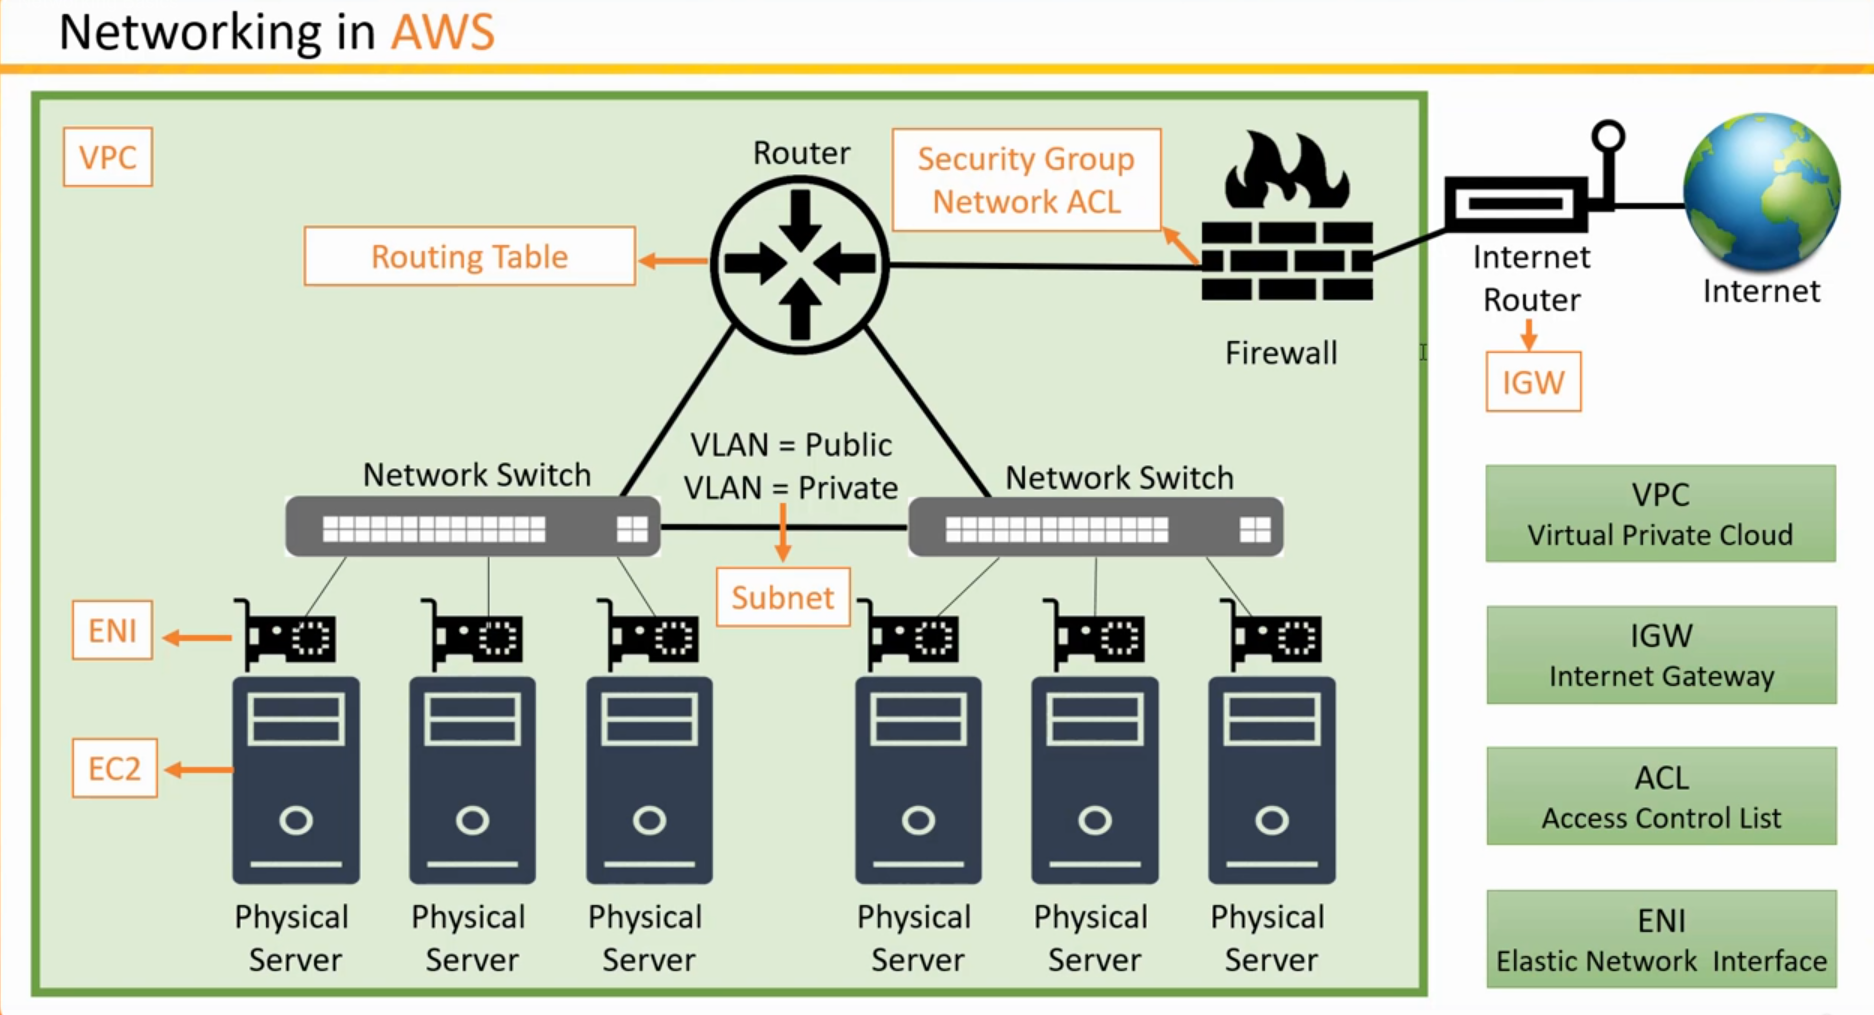 Networking in AWS
VPC
Router
Security Group
Network ACL
Routing Table
Internet
Router
Internet
Firewall
IGW
VLAN = Public
VLAN = Private
Network Switch
Network Switch
Subnet
ENI
EC2
Physical
Server
Physical
Server
Physical
Server
Physical
Server
Physical
Server
Physical
Server
VPC
Virtual Private Cloud
IGW
Internet Gateway
ACL
Access Control List
ENI
Elastic Network Interface